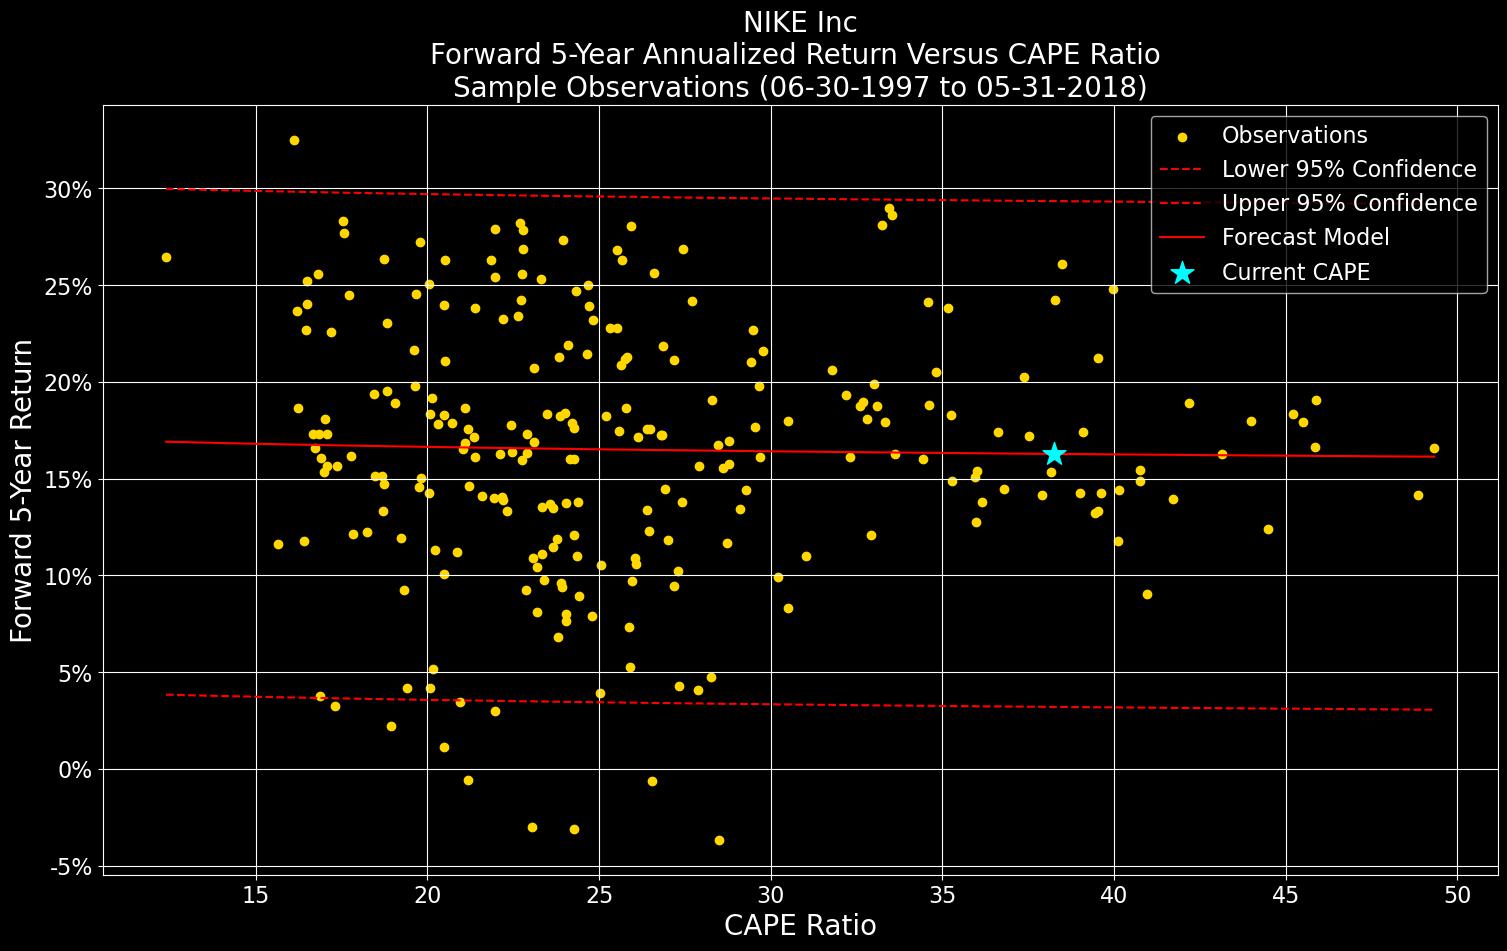 NIKE Inc
Forward 5-Year Annualized Return Versus CAPE Ratio
Sample Observations (06-30-1997 to 05-31-2018)
Observations
Lower 95% Confidence
Upper 95% Confidence
Forecast Model
Current CAPE
Forward 5-Year Return
30%
25%
20%
15%
10%
5%
0%
-5%
15 20 25 30 35 40 45 50
CAPE Ratio